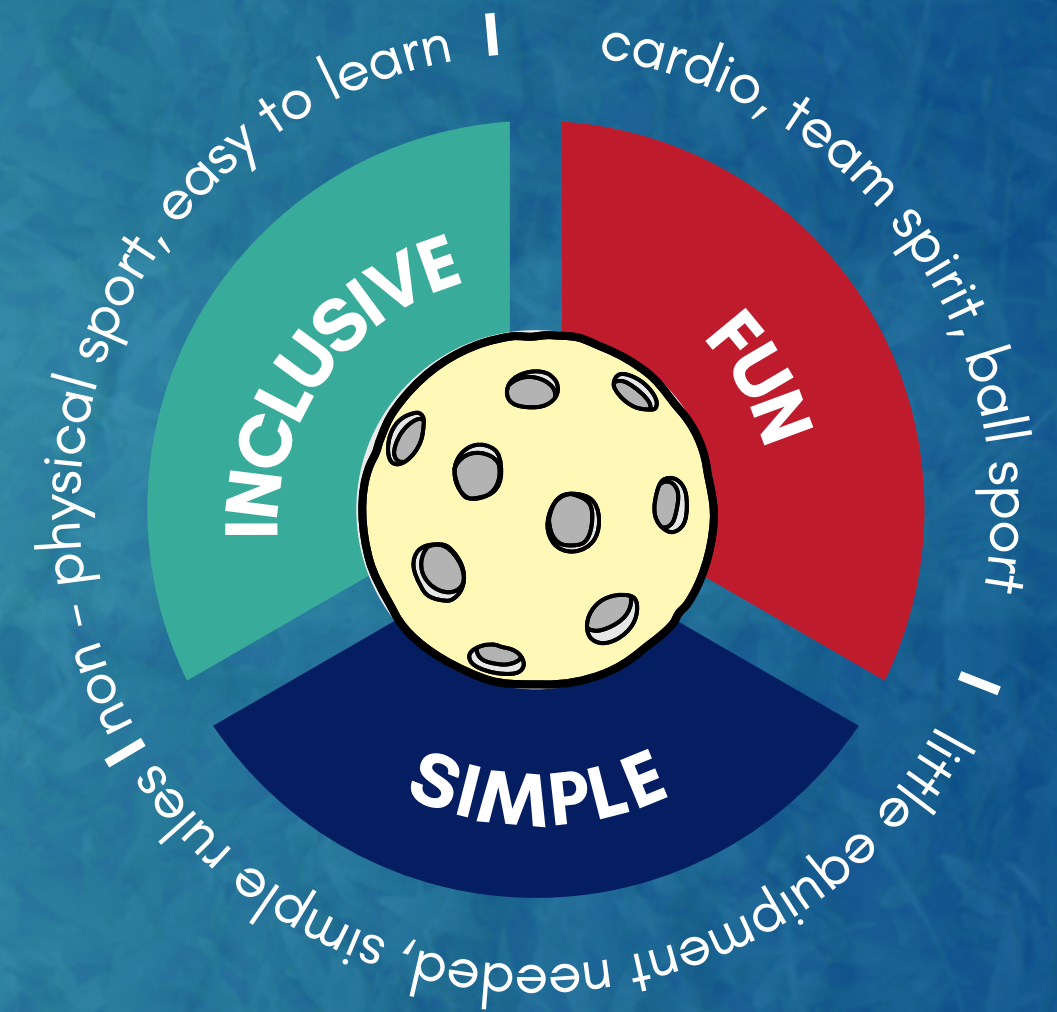 cardio, team spirit, ball sport
I
little equipment needed, simple rules
I
non - physical sport, easy to learn
I
INCLUSIVE
FUN
SIMPLE